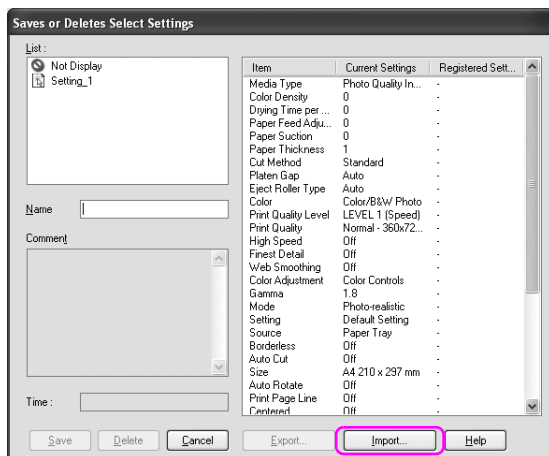 Saves or Deletes Select Settings
List :
Not Display
Setting_1
Name
Comment
Time :
Item Current Settings Registered Sett...
Media Type Photo Quality In... -
Color Density 0 -
Drying Time per ... 0 -
Paper Feed Adju... 0 -
Paper Suction 0 -
Paper Thickness 1 -
Cut Method Standard -
Platen Gap Auto -
Eject Roller Type Auto -
Color Color/B&W Photo -
Print Quality Level LEVEL 1 (Speed) -
Print Quality Normal - 360x72... -
High Speed Off -
Finest Detail Off -
Web Smoothing Off -
Color Adjustment Color Controls -
Gamma 1.8 -
Mode Photo-realistic -
Setting Default Setting -
Source Paper Tray -
Borderless Off -
Auto Cut Off -
Size A4 210 x 297 mm -
Auto Rotate Off -
Print Page Line Off -
Centered Off -
Save Delete Cancel Export... Import... Help